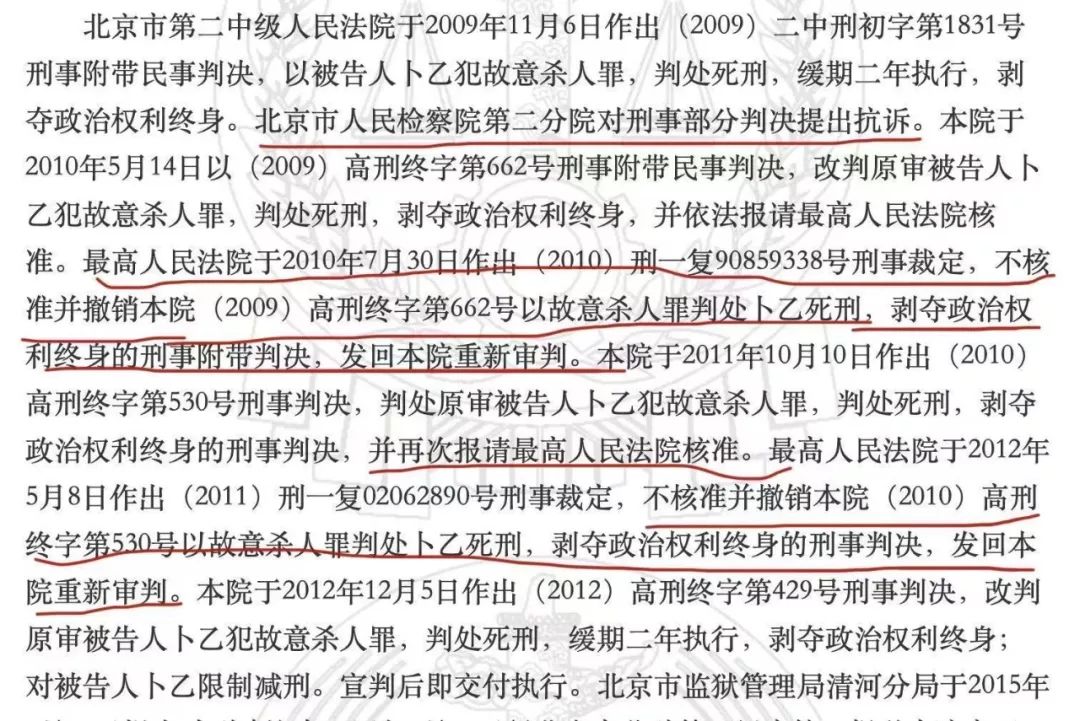 北京市第二中级人民法院于2009年11月6日作出（2009）二中刑初字第1831号
刑事附带民事判决，以被告人卜乙犯故意杀人罪，判处死刑，缓期二年执行，剥
夺政治权利终身。北京市人民检察院第二分院对刑事部分判决提出抗诉。本院于
2010年5月14日以（2009）高刑终字第662号刑事附带民事判决，改判原审被告人卜
乙犯故意杀人罪，判处死刑，剥夺政治权利终身，并依法报请最高人民法院核
准。最高人民法院于2010年7月30日作出（2010）刑一复90859338号刑事裁定，不核
准并撤销本院（2009）高刑终字第662号以故意杀人罪判处卜乙死刑，剥夺政治权
利终身的刑事附带判决，发回本院重新审判。本院于2011年10月10日作出（2010）
高刑终字第530号刑事判决，判处原审被告人卜乙犯故意杀人罪，判处死刑，剥夺
政治权利终身的刑事判决，并再次报请最高人民法院核准。最高人民法院于2012年
5月8日作出（2011）刑一复02062890号刑事裁定，不核准并撤销本院（2010）高刑
终字第530号以故意杀人罪判处卜乙死刑，剥夺政治权利终身的刑事判决，发回本
院重新审判。本院于2012年12月5日作出（2012）高刑终字第429号刑事判决，改判
原审被告人卜乙犯故意杀人罪，判处死刑，缓期二年执行，剥夺政治权利终身；
对被告人卜乙限制减刑。宣判后即交付执行。北京市监狱管理局清河分局于2015年